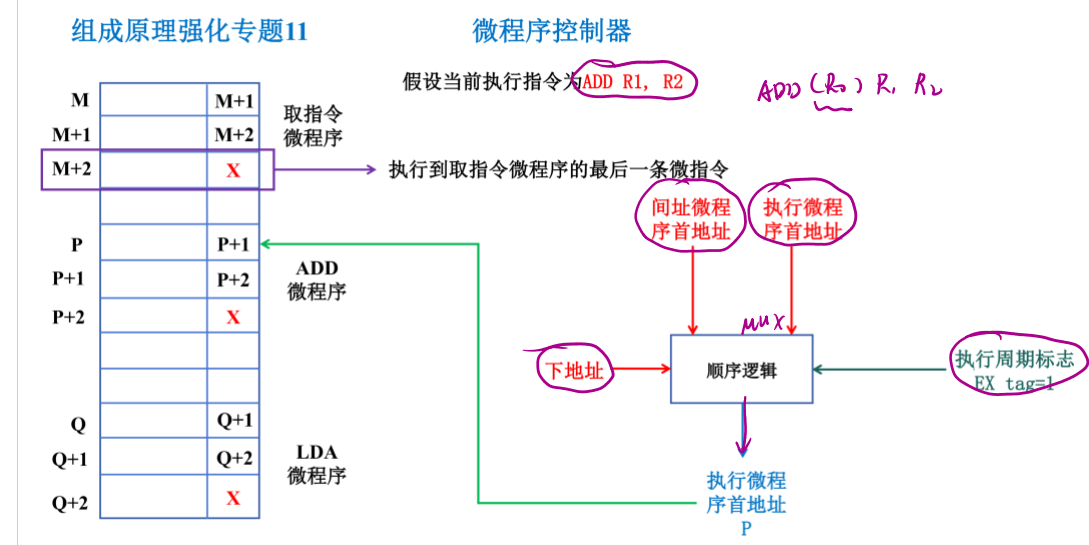 组成原理强化专题11
微程序控制器
假设当前执行指令为ADD R1, R2
ADD (R0) R1 R2
M
M+1
M+1
M+2
取指令
微程序
M+2
X
执行到取指令微程序的最后一条微指令
间址微程
序首地址
执行微程
序首地址
P
P+1
P+1
P+2
ADD
微程序
P+2
X
MUX
下地址
顺序逻辑
执行周期标志
EX tag=1
Q
Q+1
Q+1
Q+2
LDA
微程序
Q+2
X
执行微程
序首地址
P